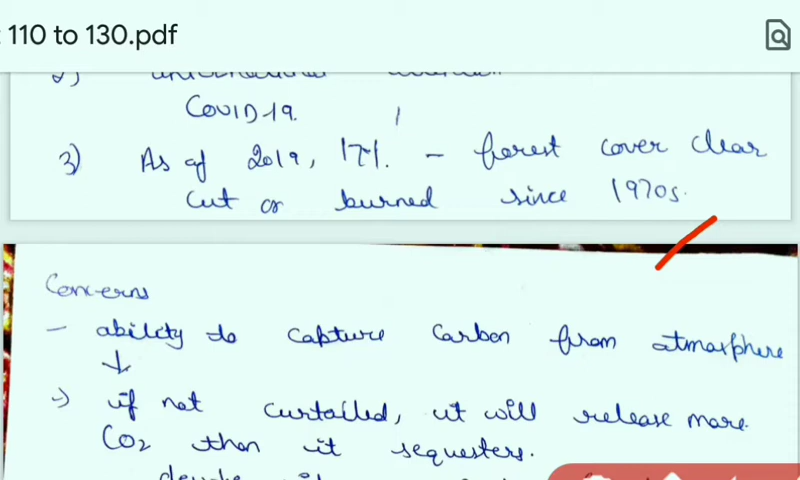 110 to 130.pdf
COVID-19.
3) As of 2019, 17%. - forest cover clear
cut or burned since 1970s.
Concerns
- ability to capture carbon from atmosphere ↓
→ if not curtailed, it will release more
CO2 than it sequesters.